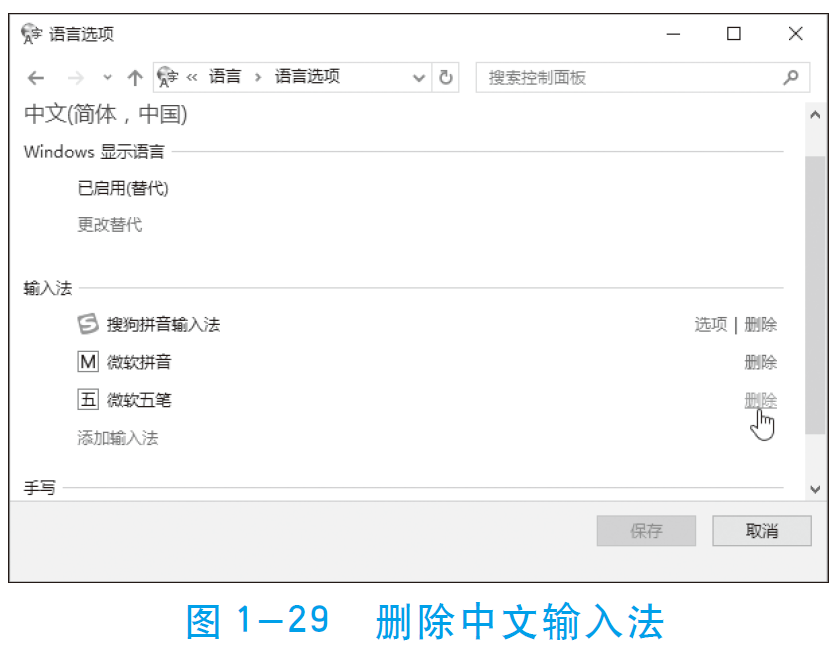 语言选项
« 语言 › 语言选项 搜索控制面板
中文(简体，中国)
Windows 显示语言
已启用(替代)
更改替代
输入法
搜狗拼音输入法 选项 | 删除
M 微软拼音 删除
五 微软五笔 删除
添加输入法
手写
保存 取消
图 1-29 删除中文输入法